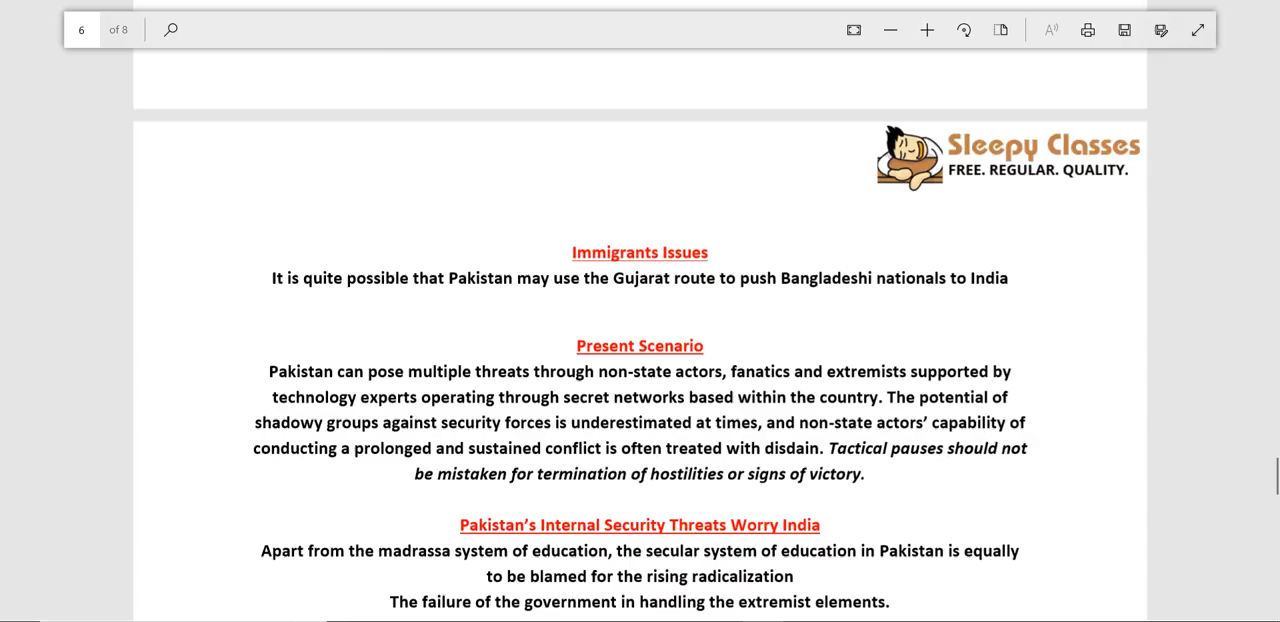 6 of 8
Sleepy Classes
FREE. REGULAR. QUALITY.
Immigrants Issues
It is quite possible that Pakistan may use the Gujarat route to push Bangladeshi nationals to India
Present Scenario
Pakistan can pose multiple threats through non-state actors, fanatics and extremists supported by
technology experts operating through secret networks based within the country. The potential of
shadowy groups against security forces is underestimated at times, and non-state actors’ capability of
conducting a prolonged and sustained conflict is often treated with disdain. Tactical pauses should not
be mistaken for termination of hostilities or signs of victory.
Pakistan’s Internal Security Threats Worry India
Apart from the madrassa system of education, the secular system of education in Pakistan is equally
to be blamed for the rising radicalization
The failure of the government in handling the extremist elements.